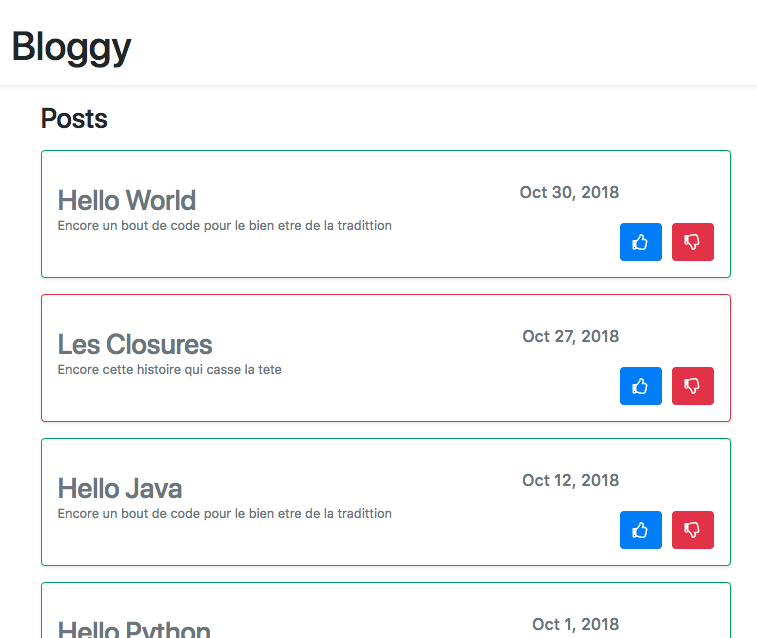 Bloggy
Posts
Hello World
Oct 30, 2018
Encore un bout de code pour le bien etre de la tradittion
Les Closures
Oct 27, 2018
Encore cette histoire qui casse la tete
Hello Java
Oct 12, 2018
Encore un bout de code pour le bien etre de la tradittion
Hello Python
Oct 1, 2018